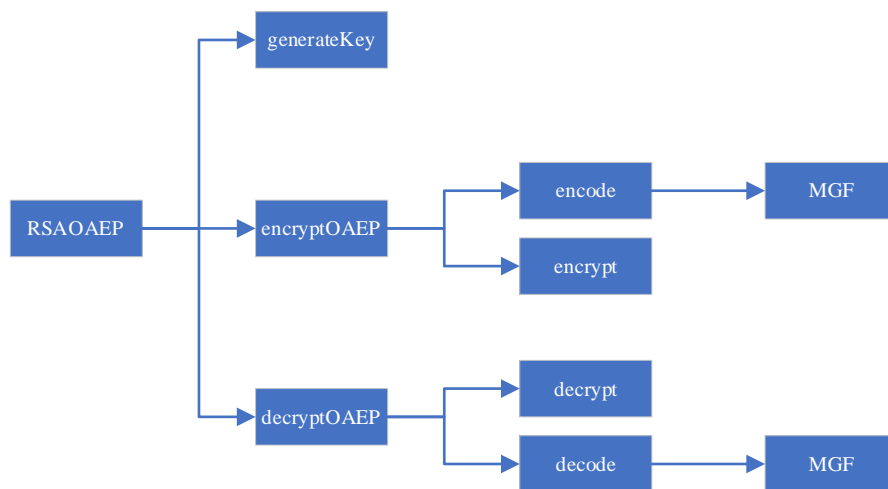 generateKey
encode
MGF
RSAOAEP
encryptOAEP
encrypt
decrypt
decryptOAEP
decode
MGF